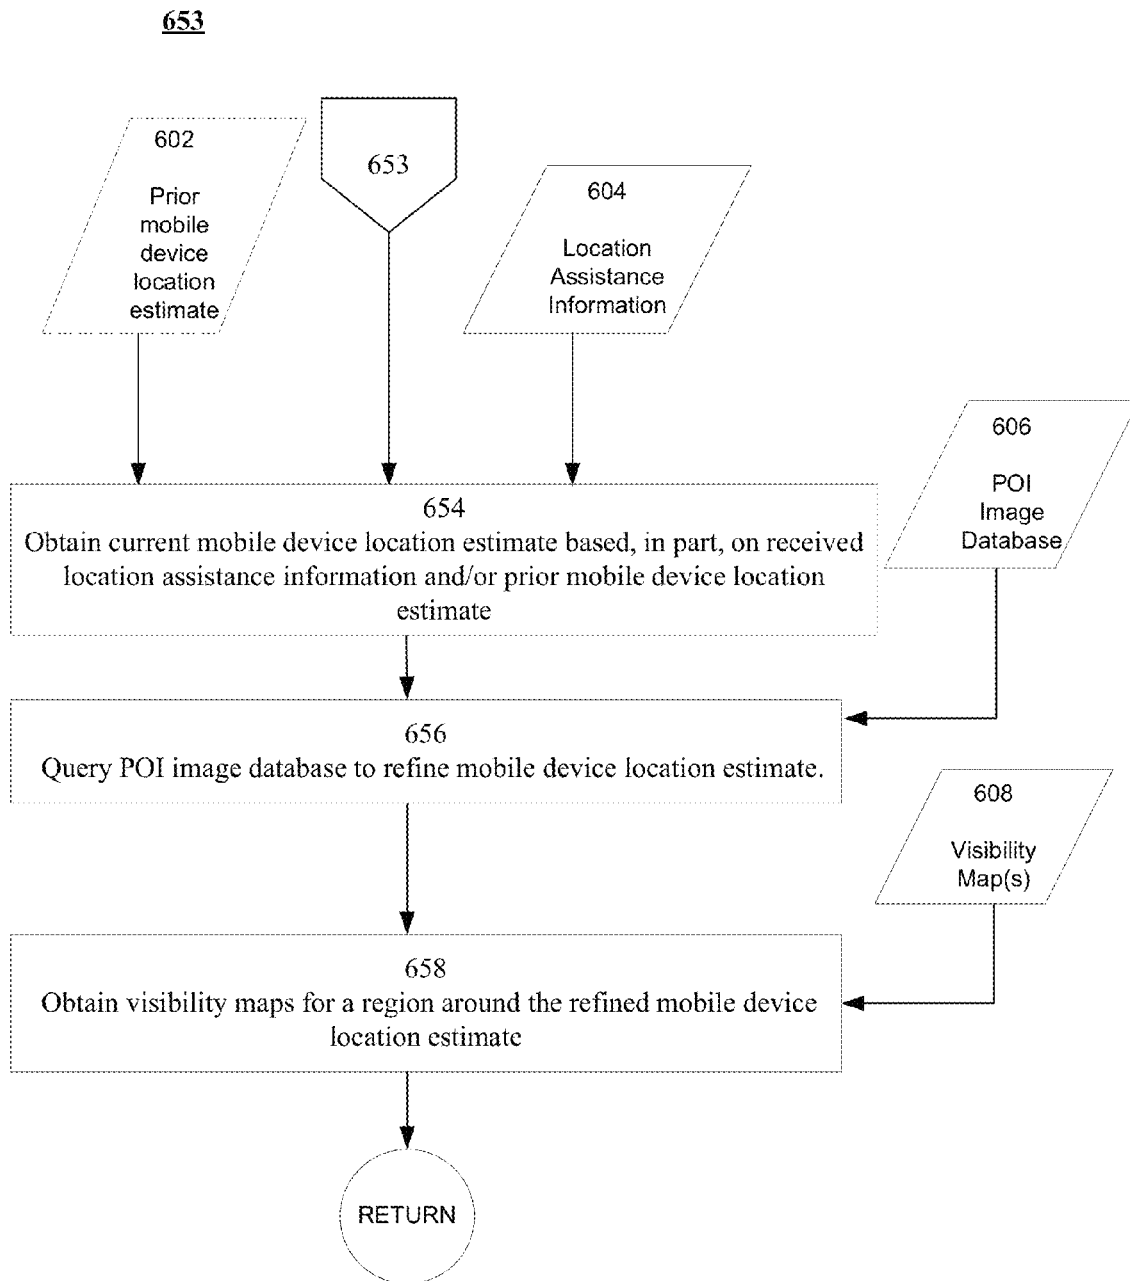 653
602
Prior
mobile
device
location
estimate
653
604
Location
Assistance
Information
606
POI
Image
Database
654
Obtain current mobile device location estimate based, in part, on received
location assistance information and/or prior mobile device location
estimate
656
Query POI image database to refine mobile device location estimate.
608
Visibility
Map(s)
658
Obtain visibility maps for a region around the refined mobile device
location estimate
RETURN